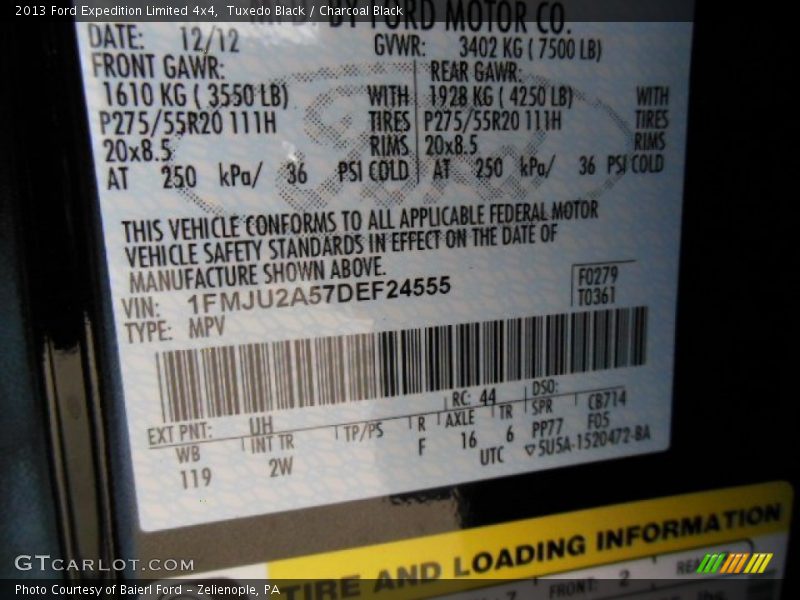 2013 Ford Expedition Limited 4x4, Tuxedo Black / Charcoal Black
BY FORD MOTOR CO.
DATE: 12/12 GVWR: 3402 KG ( 7500 LB)
FRONT GAWR: REAR GAWR:
1610 KG ( 3550 LB) WITH 1928 KG ( 4250 LB) WITH
P275/55R20 111H TIRES P275/55R20 111H TIRES
20x8.5 RIMS 20x8.5 RIMS
AT 250 kPa/ 36 PSI COLD AT 250 kPa/ 36 PSI COLD
Ford
THIS VEHICLE CONFORMS TO ALL APPLICABLE FEDERAL MOTOR
VEHICLE SAFETY STANDARDS IN EFFECT ON THE DATE OF
MANUFACTURE SHOWN ABOVE.
VIN: 1FMJU2A57DEF24555 F0279
TYPE: MPV T0361
EXT PNT: UH RC: 44 DSO:
WB INT TR TP/PS R AXLE TR SPR CB714
119 2W F 16 6 PP77 F05
UTC ▽5U5A-1520472-BA
TIRE AND LOADING INFORMATION
FRONT: 2
GTCARLOT.COM
Photo Courtesy of Baierl Ford - Zelienople, PA